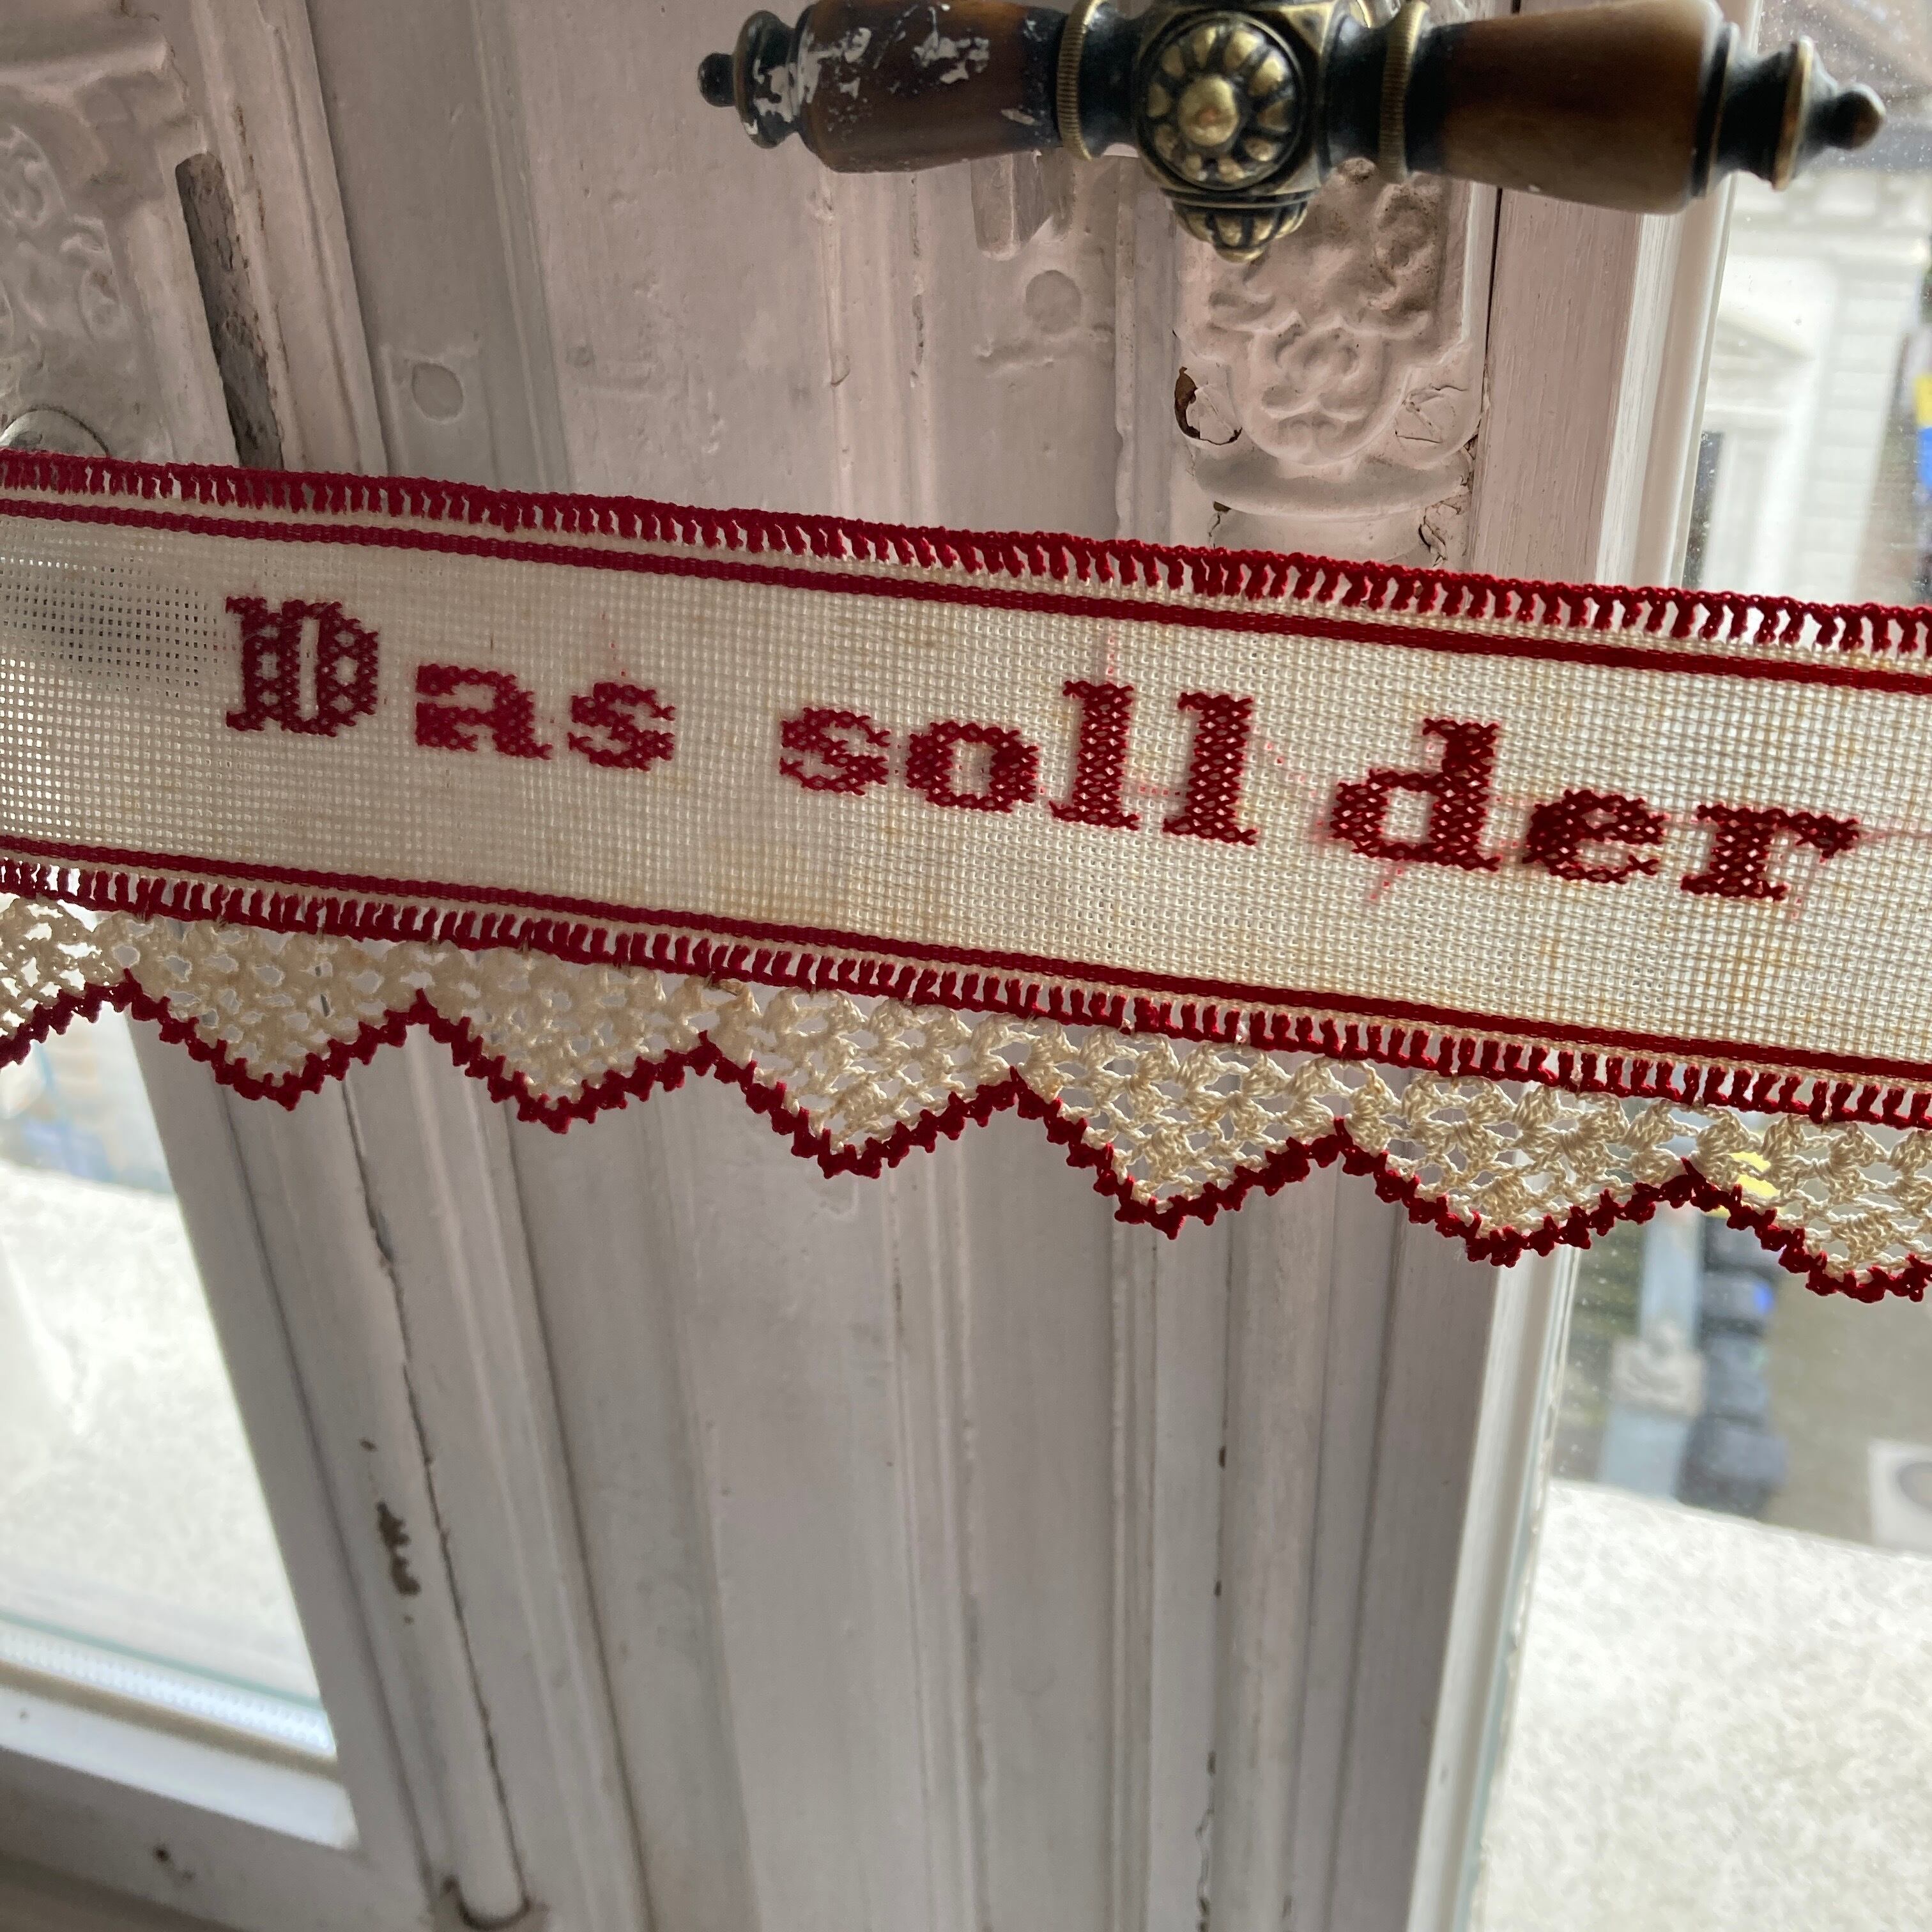 Das soll der